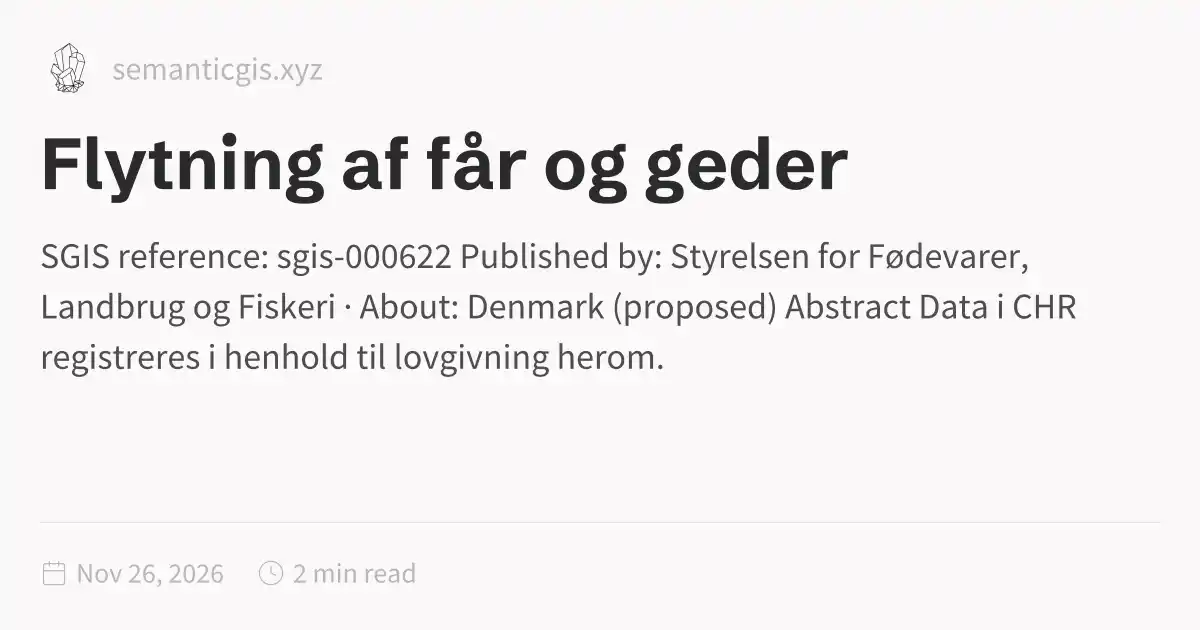 semanticgis.xyz
Flytning af får og geder
SGIS reference: sgis-000622 Published by: Styrelsen for Fødevarer,
Landbrug og Fiskeri · About: Denmark (proposed) Abstract Data i CHR
registreres i henhold til lovgivning herom.
Nov 26, 2026 2 min read